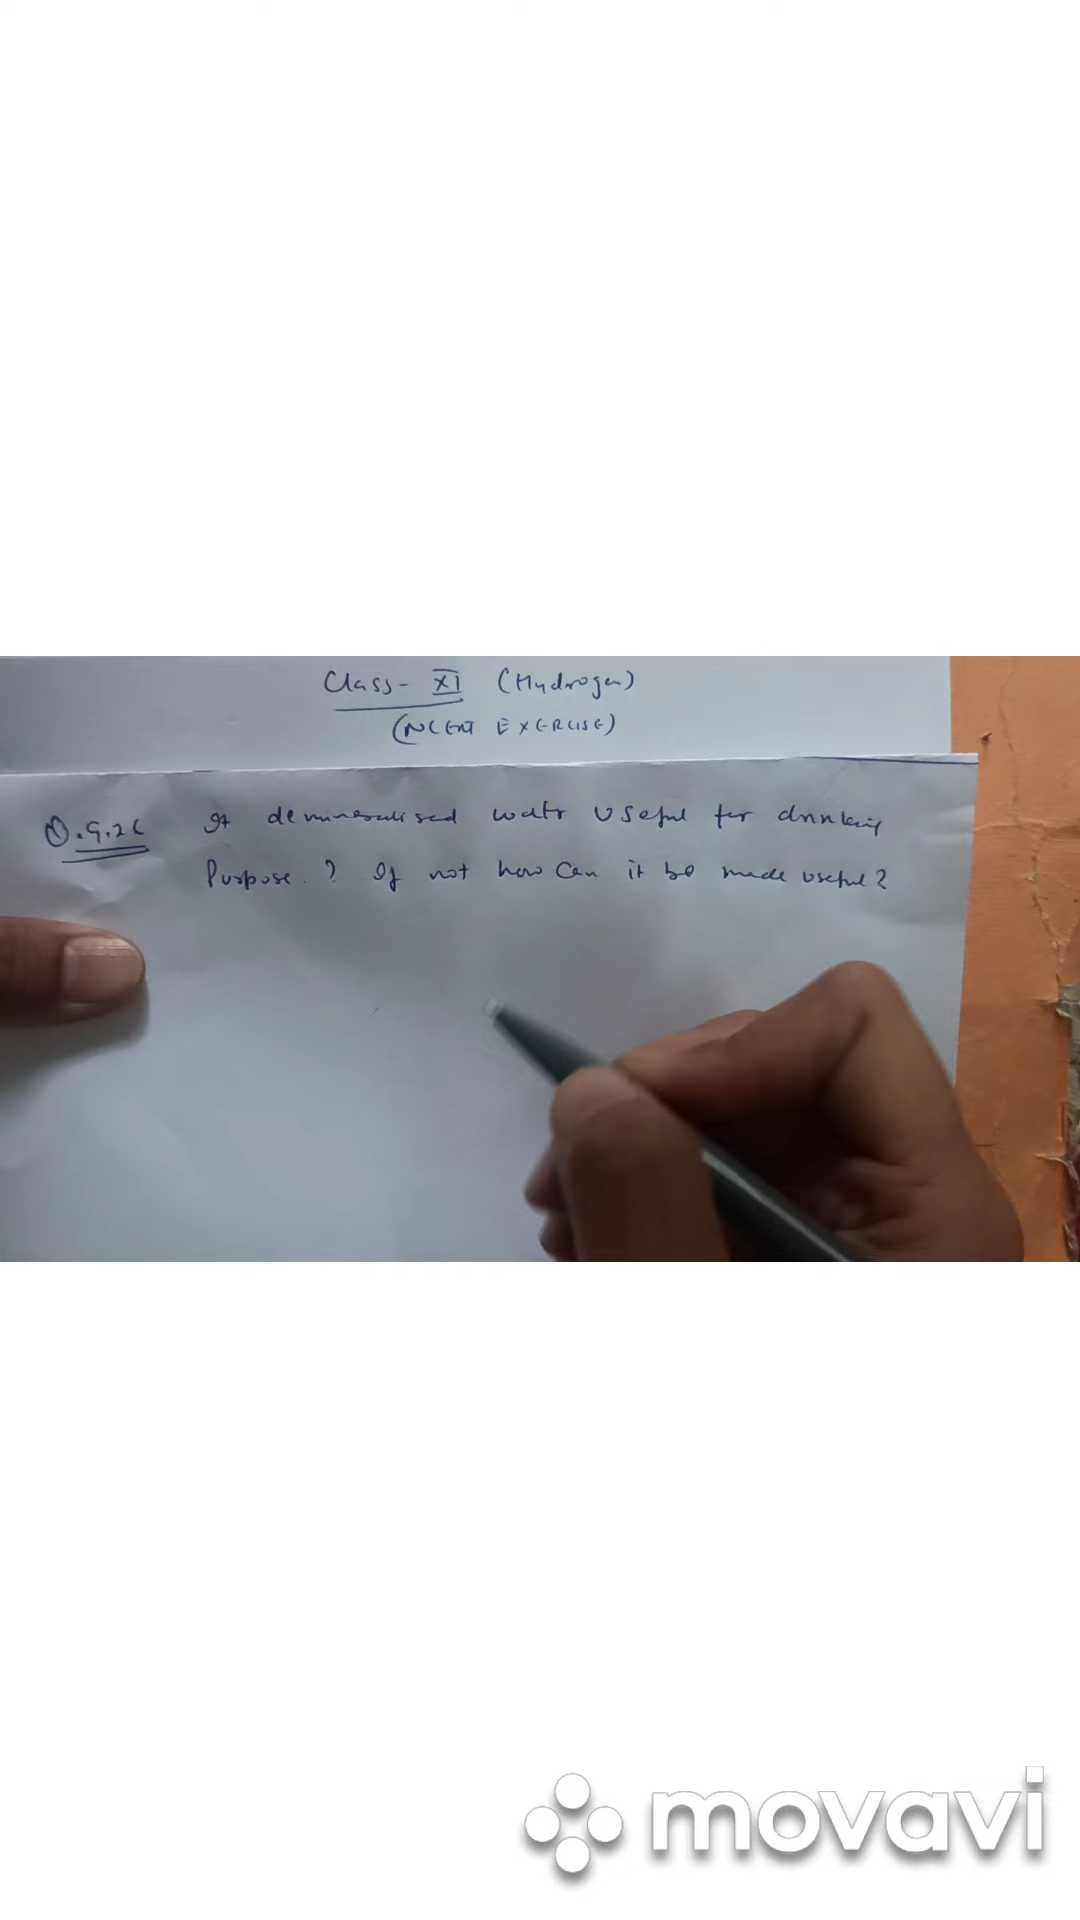 Class - XI (Hydrogen)
(NCERT EXERCISE)
Q.9.26 Is demineralised water useful for drinking
Purpose ? If not how can it be made useful?
movavi